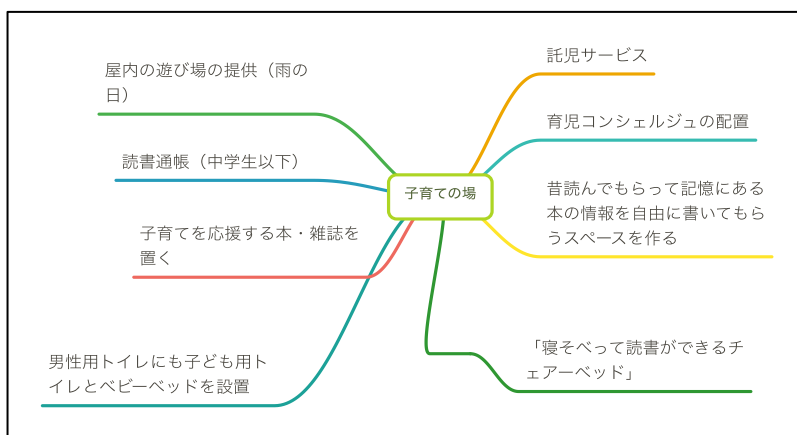 屋内の遊び場の提供（雨の
日）
読書通帳（中学生以下）
子育てを応援する本・雑誌を
置く
男性用トイレにも子ども用ト
イレとベビーベッドを設置
子育ての場
託児サービス
育児コンシェルジュの配置
昔読んでもらって記憶にある
本の情報を自由に書いてもら
うスペースを作る
「寝そべって読書ができるチ
ェアーベッド」